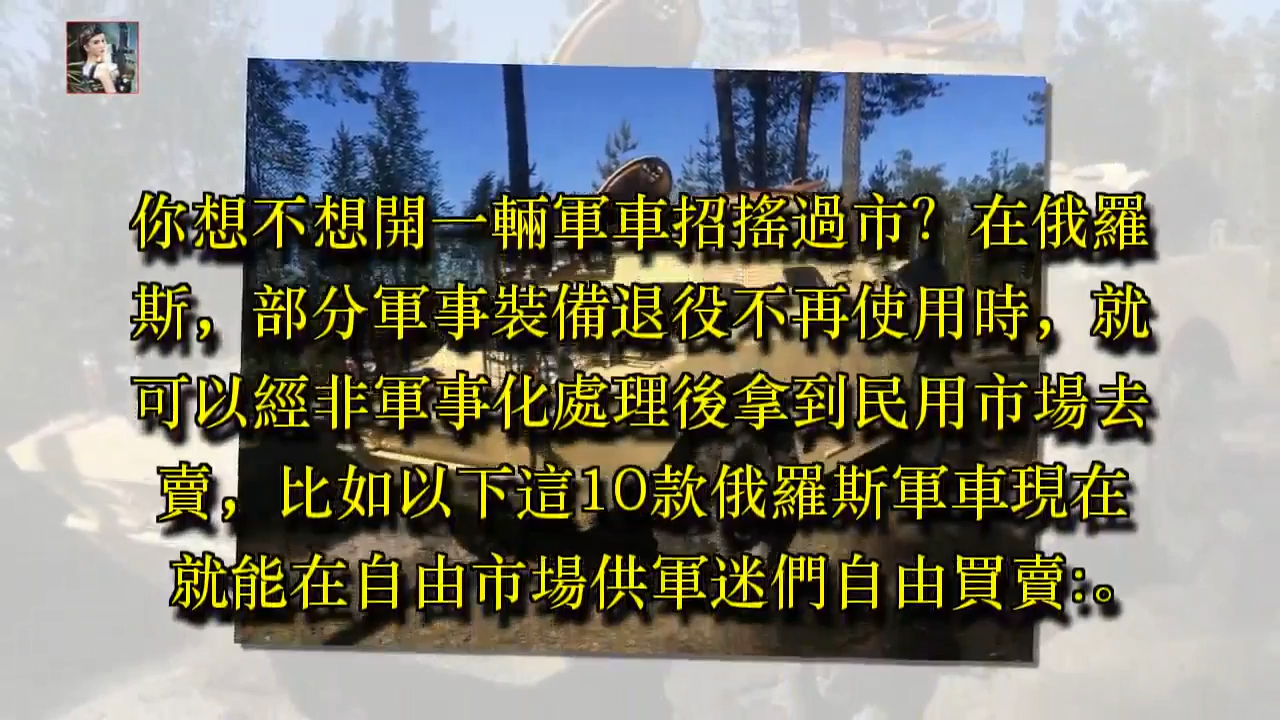 你想不想開一輛軍車招搖過市？在俄羅
斯，部分軍事裝備退役不再使用時，就
可以經非軍事化處理後拿到民用市場去
賣，比如以下這10款俄羅斯軍車現在
就能在自由市場供軍迷們自由買賣:。